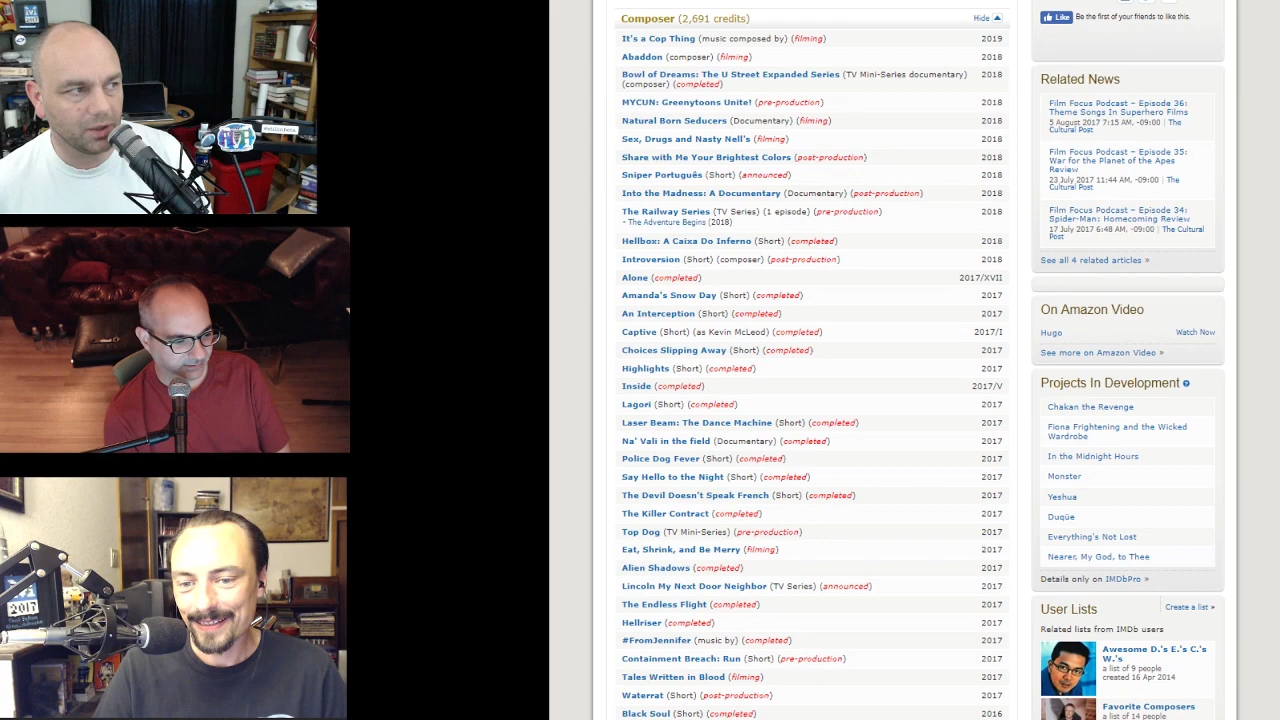 2017
Composer (2,691 credits)
Hide
It's a Cop Thing (music composed by) (filming) 2019
Abaddon (composer) (filming) 2018
Bowl of Dreams: The U Street Expanded Series (TV Mini-Series documentary) 2018
(composer) (completed)
MYCUN: Greenytoons Unite! (pre-production) 2018
Natural Born Seducers (Documentary) (filming) 2018
Sex, Drugs and Nasty Nell's (filming) 2018
Share with Me Your Brightest Colors (post-production) 2018
Sniper Português (Short) (announced) 2018
Into the Madness: A Documentary (Documentary) (post-production) 2018
The Railway Series (TV Series) (1 episode) (pre-production) 2018
- The Adventure Begins (2018)
Hellbox: A Caixa Do Inferno (Short) (completed) 2018
Introversion (Short) (composer) (post-production) 2018
Alone (completed) 2017/XVII
Amanda's Snow Day (Short) (completed) 2017
An Interception (Short) (completed) 2017
Captive (Short) (as Kevin McLeod) (completed) 2017/I
Choices Slipping Away (Short) (completed) 2017
Highlights (Short) (completed) 2017
Inside (completed) 2017/V
Lagori (Short) (completed) 2017
Laser Beam: The Dance Machine (Short) (completed) 2017
Na' Vali in the field (Documentary) (completed) 2017
Police Dog Fever (Short) (completed) 2017
Say Hello to the Night (Short) (completed) 2017
The Devil Doesn't Speak French (Short) (completed) 2017
The Killer Contract (completed) 2017
Top Dog (TV Mini-Series) (pre-production) 2017
Eat, Shrink, and Be Merry (filming) 2017
Alien Shadows (completed) 2017
Lincoln My Next Door Neighbor (TV Series) (announced) 2017
The Endless Flight (completed) 2017
Hellriser (completed) 2017
#FromJennifer (music by) (completed) 2017
Containment Breach: Run (Short) (pre-production) 2017
Tales Written in Blood (filming) 2017
Waterrat (Short) (post-production) 2017
Black Soul (Short) (completed) 2016
Like Be the first of your friends to like this.
Related News
Film Focus Podcast – Episode 36:
Theme Songs In Superhero Films
5 August 2017 7:15 AM, -09:00 | The
Cultural Post
Film Focus Podcast – Episode 35:
War for the Planet of the Apes
Review
23 July 2017 11:44 AM, -09:00 | The
Cultural Post
Film Focus Podcast – Episode 34:
Spider-Man: Homecoming Review
17 July 2017 6:48 AM, -09:00 | The Cultural
Post
See all 4 related articles »
On Amazon Video
Hugo Watch Now
See more on Amazon Video »
Projects In Development
Chakan the Revenge
Fiona Frightening and the Wicked
Wardrobe
In the Midnight Hours
Monster
Yeshua
Duqüe
Everything's Not Lost
Nearer, My God, to Thee
Details only on IMDbPro »
User Lists Create a list »
Related lists from IMDb users
Awesome D.'s E.'s C.'s
W.'s
a list of 9 people
created 16 Apr 2014
Favorite Composers
a list of 14 people